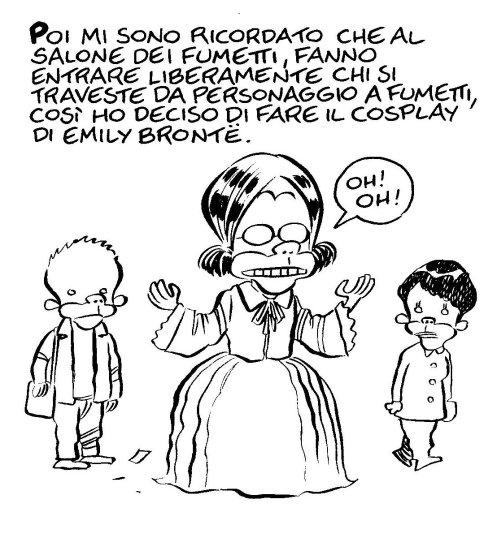 POI MI SONO RICORDATO CHE AL
SALONE DEI FUMETTI, FANNO
ENTRARE LIBERAMENTE CHI SI
TRAVESTE DA PERSONAGGIO A FUMETTI,
COSÌ HO DECISO DI FARE IL COSPLAY
DI EMILY BRONTË.
OH!
OH!